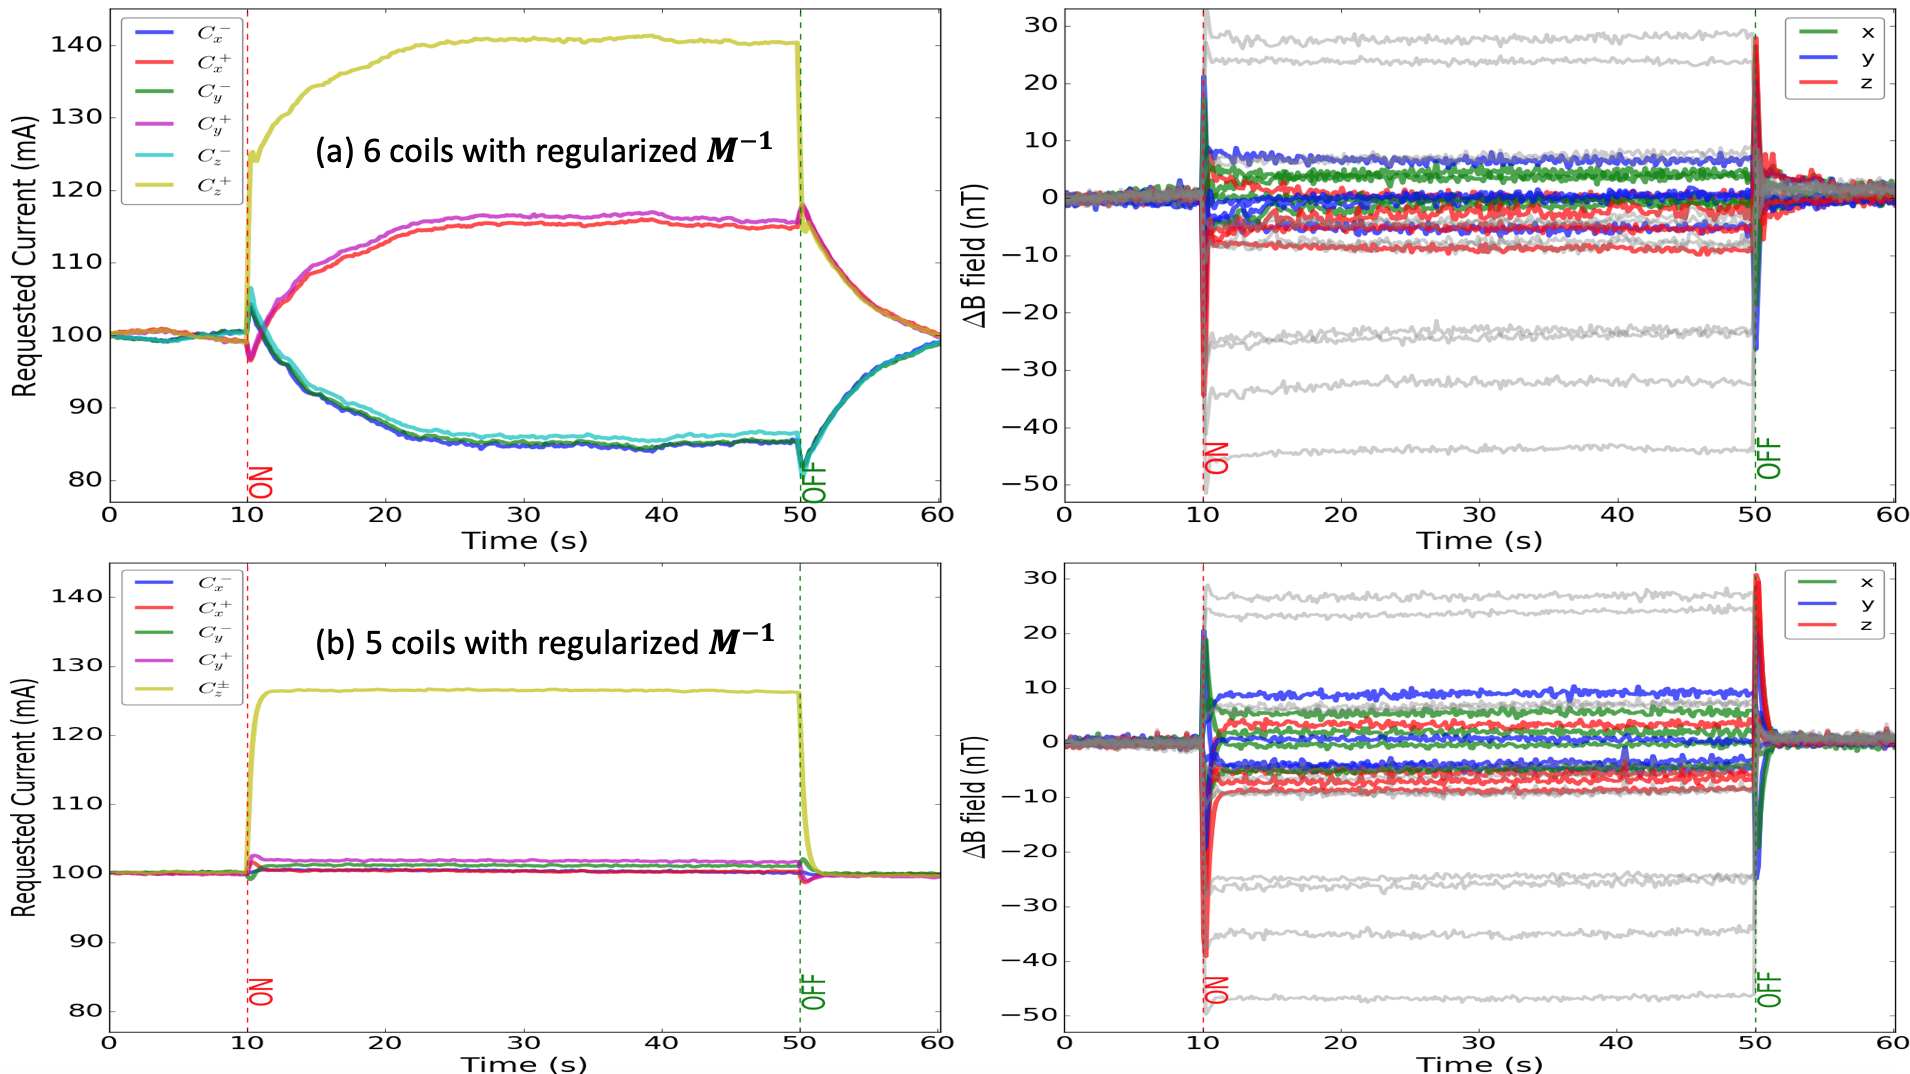 Requested Current (mA)
140
130
120
110
100
90
80
C_x^-
C_x^+
C_y^-
C_y^+
C_z^-
C_z^+
(a) 6 coils with regularized M^{-1}
ON
OFF
0 10 20 30 40 50 60
Time (s)
ΔB field (nT)
30
20
10
0
−10
−20
−30
−40
−50
x
y
z
ON
OFF
0 10 20 30 40 50 60
Time (s)
Requested Current (mA)
140
130
120
110
100
90
80
C_x^-
C_x^+
C_y^-
C_y^+
C_z^±
(b) 5 coils with regularized M^{-1}
ON
OFF
0 10 20 30 40 50 60
Time (s)
ΔB field (nT)
30
20
10
0
−10
−20
−30
−40
−50
x
y
z
ON
OFF
0 10 20 30 40 50 60
Time (s)